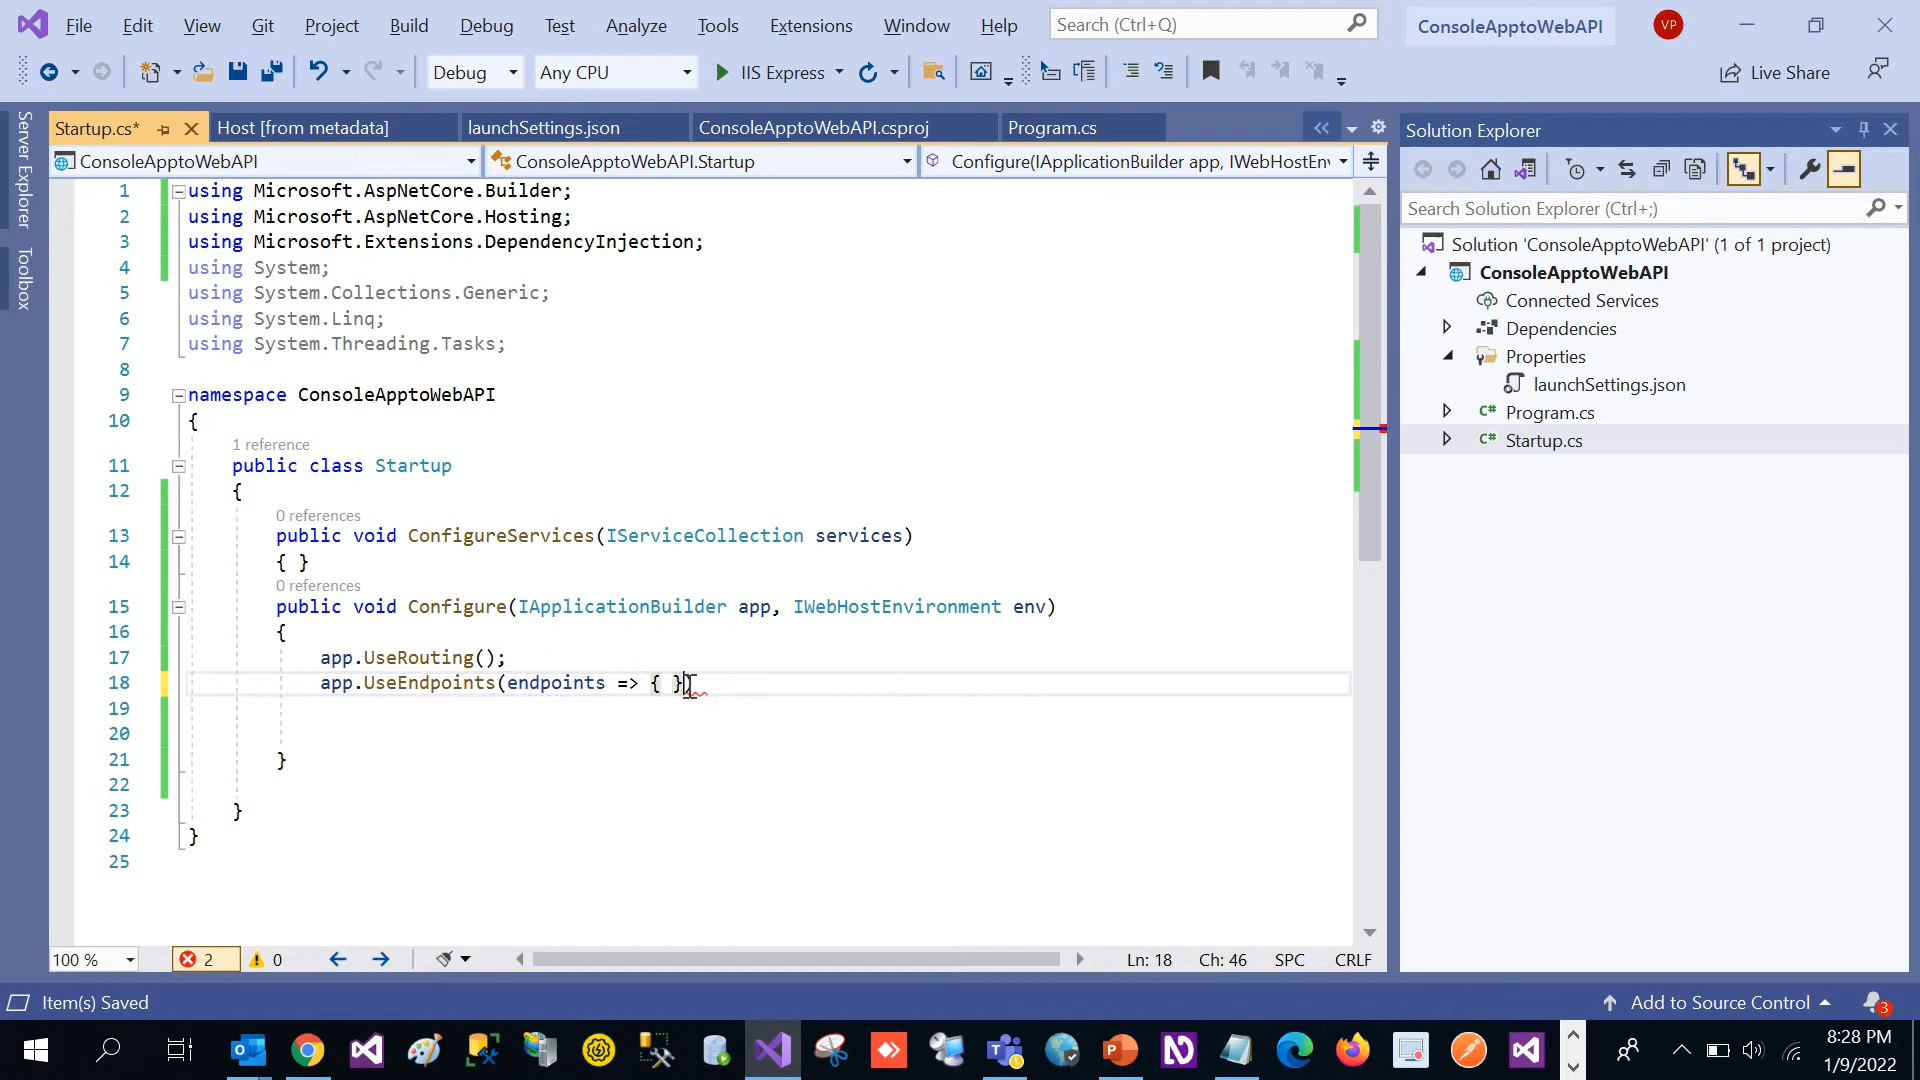 File Edit View Git Project Build Debug Test Analyze Tools Extensions Window Help Search (Ctrl+Q) ConsoleApptoWebAPI VP
Debug Any CPU IIS Express Live Share
Server Explorer
Toolbox
Startup.cs* Host [from metadata] launchSettings.json ConsoleApptoWebAPI.csproj Program.cs
ConsoleApptoWebAPI ConsoleApptoWebAPI.Startup Configure(IApplicationBuilder app, IWebHostEnv
1 using Microsoft.AspNetCore.Builder;
2 using Microsoft.AspNetCore.Hosting;
3 using Microsoft.Extensions.DependencyInjection;
4 using System;
5 using System.Collections.Generic;
6 using System.Linq;
7 using System.Threading.Tasks;
8
9 namespace ConsoleApptoWebAPI
10 {
1 reference
11 public class Startup
12 {
0 references
13 public void ConfigureServices(IServiceCollection services)
14 { }
0 references
15 public void Configure(IApplicationBuilder app, IWebHostEnvironment env)
16 {
17 app.UseRouting();
18 app.UseEndpoints(endpoints => { })
19
20
21 }
22
23 }
24 }
25
100 % 2 0 Ln: 18 Ch: 46 SPC CRLF
Solution Explorer
Search Solution Explorer (Ctrl+;)
Solution 'ConsoleApptoWebAPI' (1 of 1 project)
ConsoleApptoWebAPI
Connected Services
Dependencies
Properties
launchSettings.json
C# Program.cs
C# Startup.cs
Item(s) Saved Add to Source Control 3
8:28 PM
1/9/2022